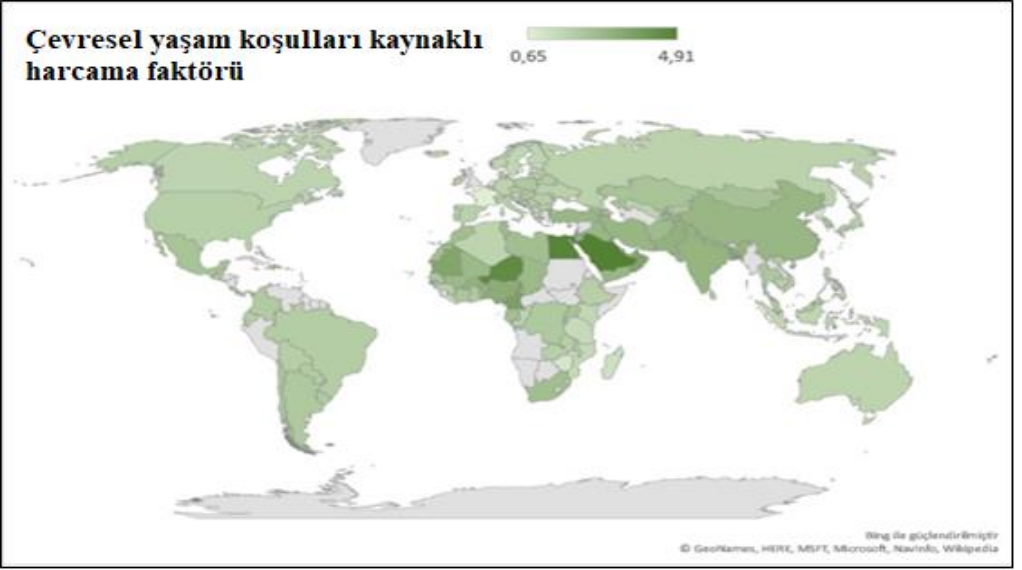 Çevresel yaşam koşulları kaynaklı
harcama faktörü
0,65 4,91
Bing ile güçlendirilmiştir
© GeoNames, HERE, MSFT, Microsoft, NavInfo, Wikipedia